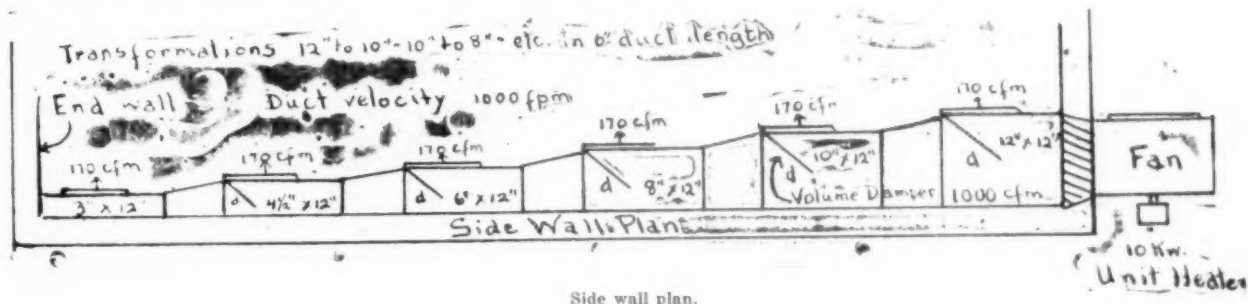 Transformations 12" to 10"-10" to 8"- etc. in 6" duct length
End wall
Duct velocity 1000 fpm
170 cfm
170 cfm
170 cfm
170 cfm
170 cfm
170 cfm
3" x 12"
d
4½" x 12"
d
6" x 12"
d
8" x 12"
d
10" x 12"
Volume Damper
d
12" x 12"
1000 cfm
Fan
Side Wall Plan
10 Kw.
Unit Heater
Side wall plan.